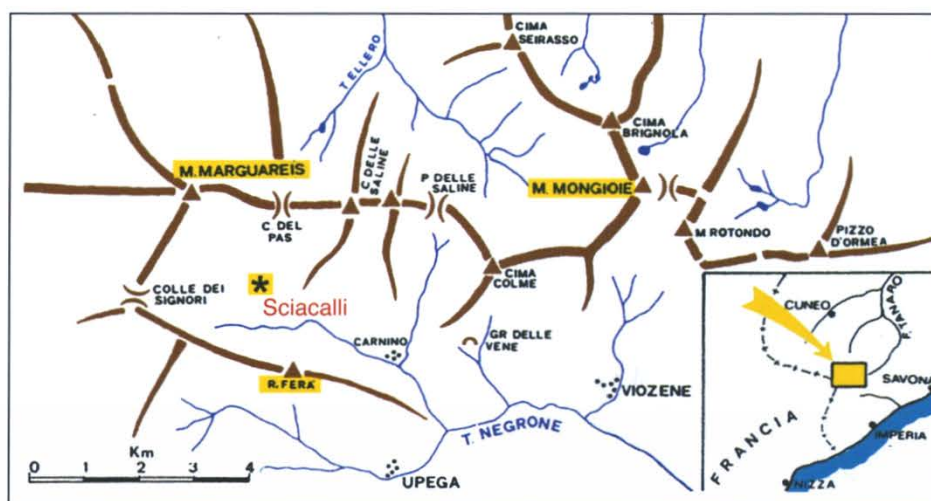 CIMA
SEIRASSO
T. ELLERO
CIMA
BRIGNOLA
M. MARGUAREIS
C DELLE
SALINE
P. DELLE
SALINE
M. MONGIOIE
C. DEL
PAS
M. ROTONDO
PIZZO
D'ORMEA
COLLE DEI
SIGNORI
*
Sciacalli
CIMA
COLME
CARNINO
GR DELLE
VENE
R. FERA'
VIOZENE
T. NEGRONE
UPEGA
Km
0 1 2 3 4
CUNEO
F. TANARO
SAVONA
IMPERIA
FRANCIA
NIZZA